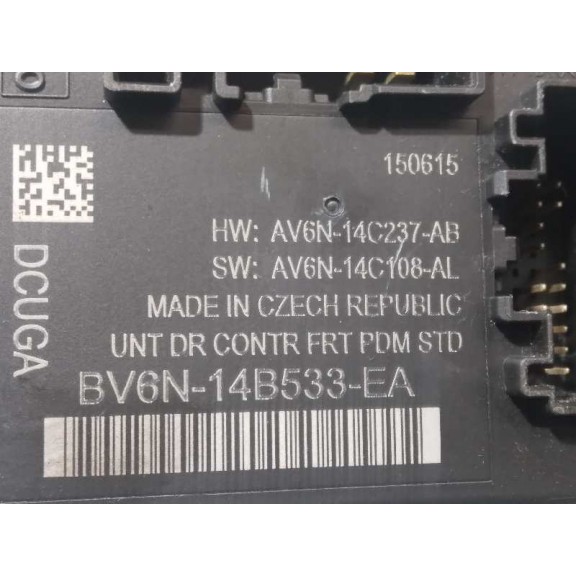 150615
HW: AV6N-14C237-AB
SW: AV6N-14C108-AL
MADE IN CZECH REPUBLIC
UNT DR CONTR FRT PDM STD
BV6N-14B533-EA
DCUGA